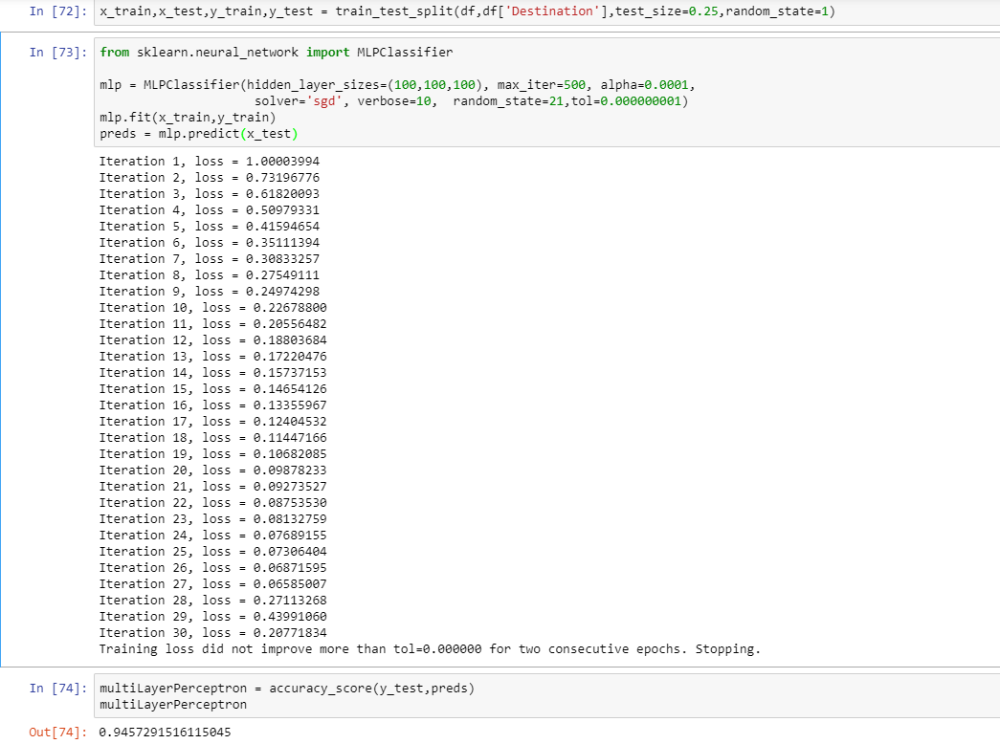 In [72]: x_train,x_test,y_train,y_test = train_test_split(df,df['Destination'],test_size=0.25,random_state=1)
In [73]: from sklearn.neural_network import MLPClassifier
mlp = MLPClassifier(hidden_layer_sizes=(100,100,100), max_iter=500, alpha=0.0001,
solver='sgd', verbose=10,  random_state=21,tol=0.000000001)
mlp.fit(x_train,y_train)
preds = mlp.predict(x_test)
Iteration 1, loss = 1.00003994
Iteration 2, loss = 0.73196776
Iteration 3, loss = 0.61820093
Iteration 4, loss = 0.50979331
Iteration 5, loss = 0.41594654
Iteration 6, loss = 0.35111394
Iteration 7, loss = 0.30833257
Iteration 8, loss = 0.27549111
Iteration 9, loss = 0.24974298
Iteration 10, loss = 0.22678800
Iteration 11, loss = 0.20556482
Iteration 12, loss = 0.18803684
Iteration 13, loss = 0.17220476
Iteration 14, loss = 0.15737153
Iteration 15, loss = 0.14654126
Iteration 16, loss = 0.13355967
Iteration 17, loss = 0.12404532
Iteration 18, loss = 0.11447166
Iteration 19, loss = 0.10682085
Iteration 20, loss = 0.09878233
Iteration 21, loss = 0.09273527
Iteration 22, loss = 0.08753530
Iteration 23, loss = 0.08132759
Iteration 24, loss = 0.07689155
Iteration 25, loss = 0.07306404
Iteration 26, loss = 0.06871595
Iteration 27, loss = 0.06585007
Iteration 28, loss = 0.27113268
Iteration 29, loss = 0.43991060
Iteration 30, loss = 0.20771834
Training loss did not improve more than tol=0.000000 for two consecutive epochs. Stopping.
In [74]: multiLayerPerceptron = accuracy_score(y_test,preds)
multiLayerPerceptron
Out[74]: 0.9457291516115045